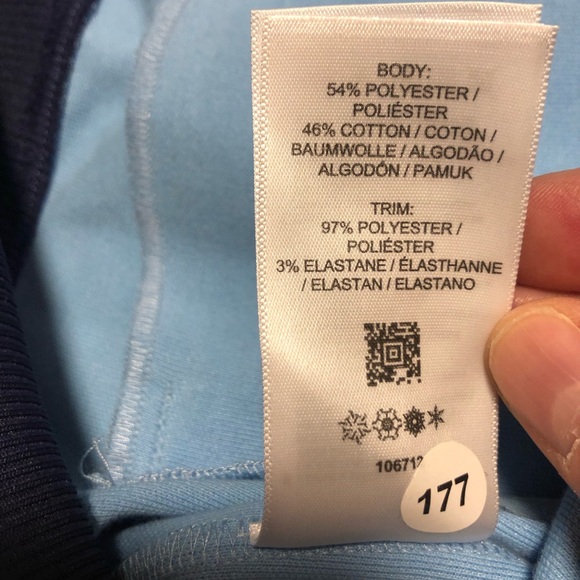 BODY:
54% POLYESTER /
POLIÉSTER
46% COTTON / COTON /
BAUMWOLLE / ALGODÃO /
ALGODÓN / PAMUK
TRIM:
97% POLYESTER /
POLIÉSTER
3% ELASTANE / ÉLASTHANNE
/ ELASTAN / ELASTANO
177